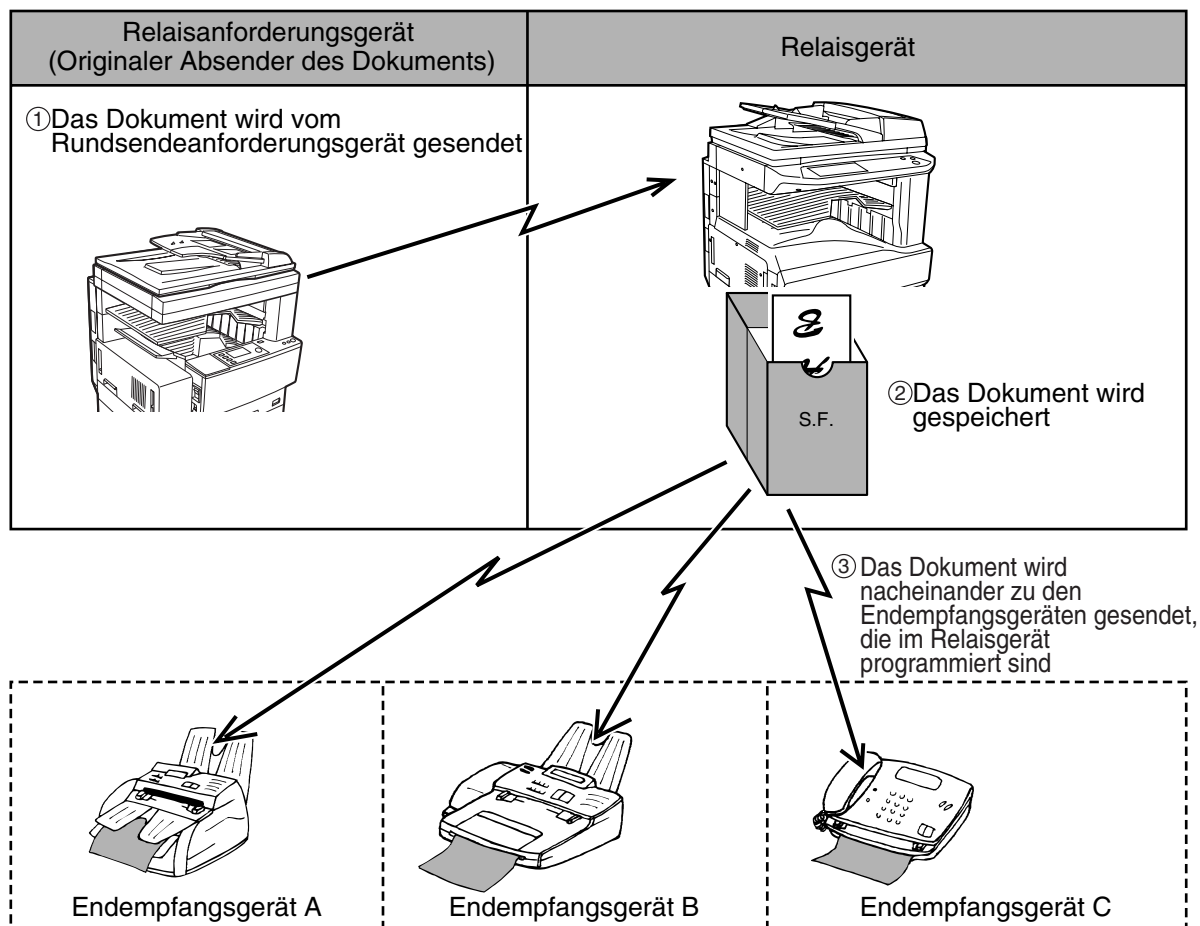 Relaisanforderungsgerät
(Originaler Absender des Dokuments)
Relaisgerät
①Das Dokument wird vom
Rundsendeanforderungsgerät gesendet
②Das Dokument wird
gespeichert
S.F.
③Das Dokument wird
nacheinander zu den
Endempfangsgeräten gesendet,
die im Relaisgerät
programmiert sind
Endempfangsgerät A
Endempfangsgerät B
Endempfangsgerät C